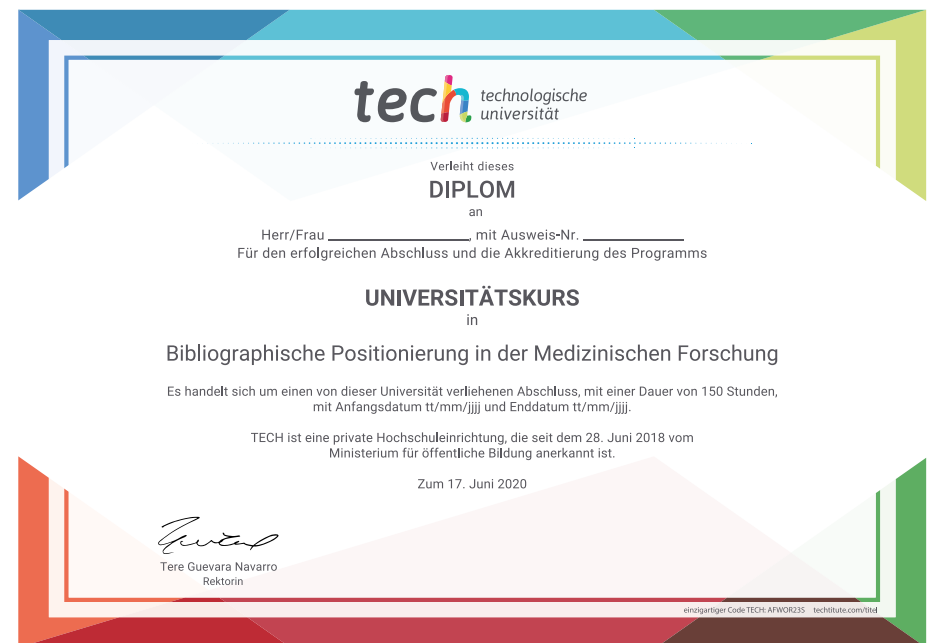 tech technologische
universität
Verleiht dieses
DIPLOM
an
Herr/Frau ________________, mit Ausweis-Nr. ____________
Für den erfolgreichen Abschluss und die Akkreditierung des Programms
UNIVERSITÄTSKURS
in
Bibliographische Positionierung in der Medizinischen Forschung
Es handelt sich um einen von dieser Universität verliehenen Abschluss, mit einer Dauer von 150 Stunden,
mit Anfangsdatum tt/mm/jjjj und Enddatum tt/mm/jjjj.
TECH ist eine private Hochschuleinrichtung, die seit dem 28. Juni 2018 vom
Ministerium für öffentliche Bildung anerkannt ist.
Zum 17. Juni 2020
Tere Guevara Navarro
Rektorin
einzigartiger Code TECH: AFWOR235 techtitute.com/titel